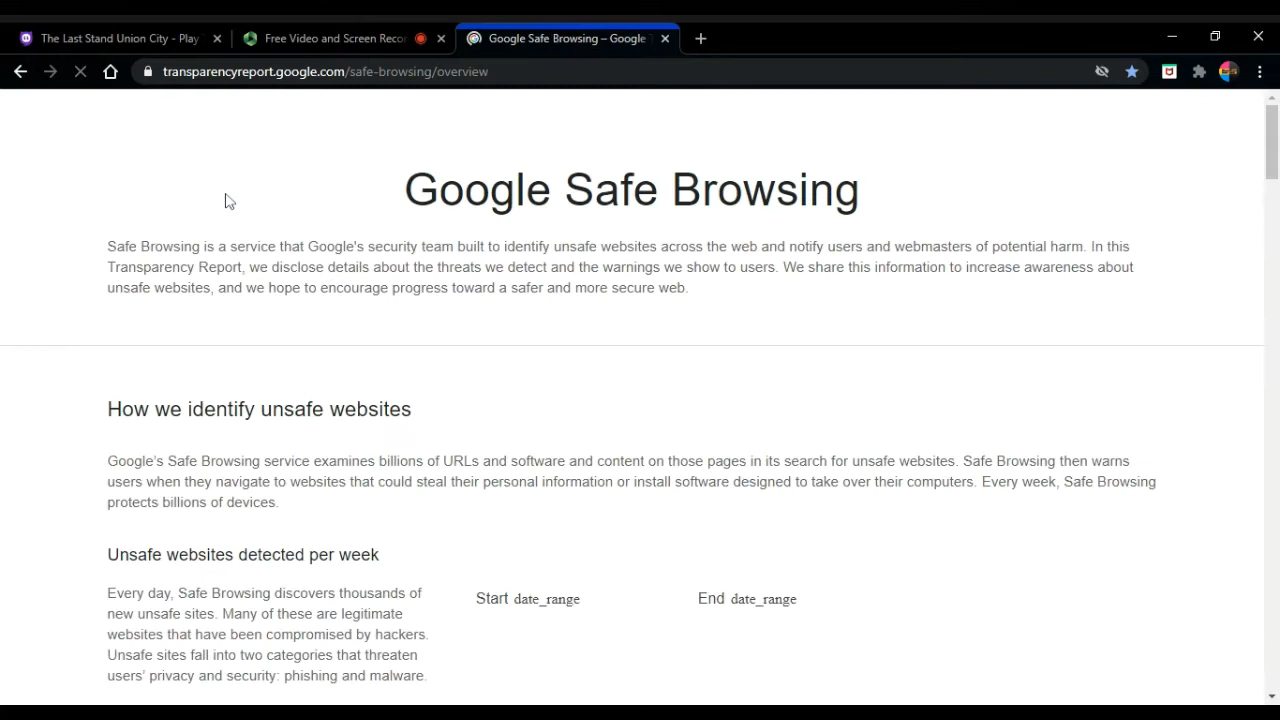 The Last Stand Union City - Play
Free Video and Screen Recor
Google Safe Browsing – Google T
transparencyreport.google.com/safe-browsing/overview
Google Safe Browsing
Safe Browsing is a service that Google's security team built to identify unsafe websites across the web and notify users and webmasters of potential harm. In this
Transparency Report, we disclose details about the threats we detect and the warnings we show to users. We share this information to increase awareness about
unsafe websites, and we hope to encourage progress toward a safer and more secure web.
How we identify unsafe websites
Google's Safe Browsing service examines billions of URLs and software and content on those pages in its search for unsafe websites. Safe Browsing then warns
users when they navigate to websites that could steal their personal information or install software designed to take over their computers. Every week, Safe Browsing
protects billions of devices.
Unsafe websites detected per week
Every day, Safe Browsing discovers thousands of
new unsafe sites. Many of these are legitimate
websites that have been compromised by hackers.
Unsafe sites fall into two categories that threaten
users' privacy and security: phishing and malware.
Start date_range
End date_range